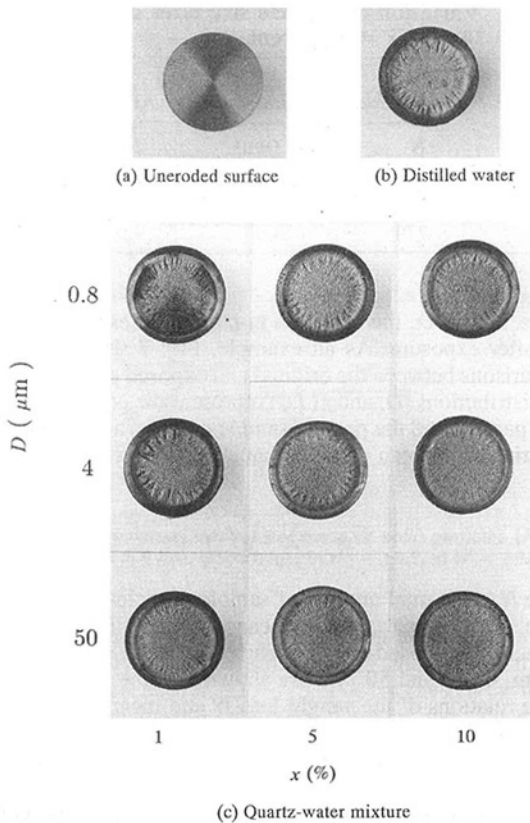 (a) Uneroded surface
(b) Distilled water
0.8
4
50
D ( μm )
1 5 10
x (%)
(c) Quartz-water mixture